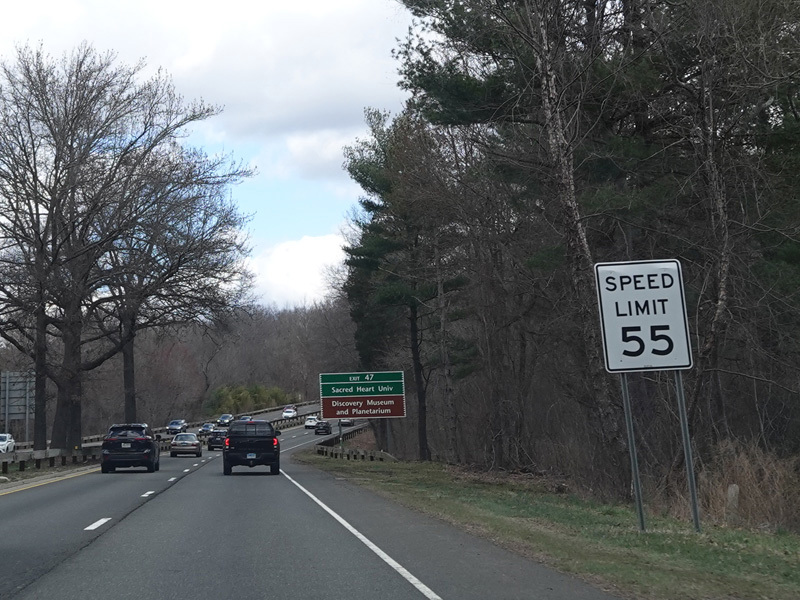 EXIT 47
Sacred Heart Univ
Discovery Museum
and Planetarium
SPEED
LIMIT
55